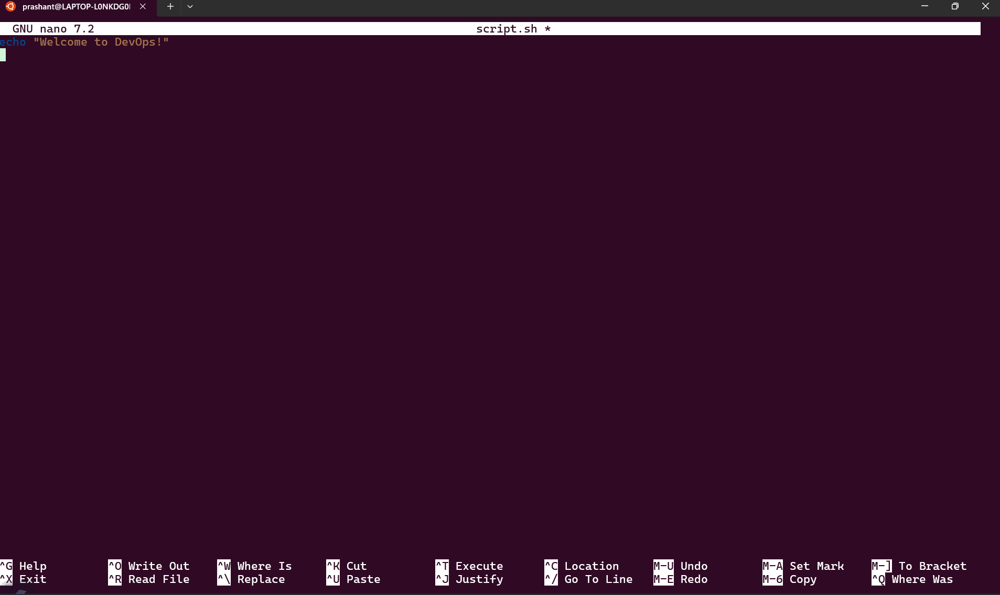 prashant@LAPTOP-L0NKDG0
GNU nano 7.2 script.sh *
echo "Welcome to DevOps!"
^G Help ^O Write Out ^W Where Is ^K Cut ^T Execute ^C Location M-U Undo M-A Set Mark M-] To Bracket
^X Exit ^R Read File ^\ Replace ^U Paste ^J Justify ^/ Go To Line M-E Redo M-6 Copy ^Q Where Was